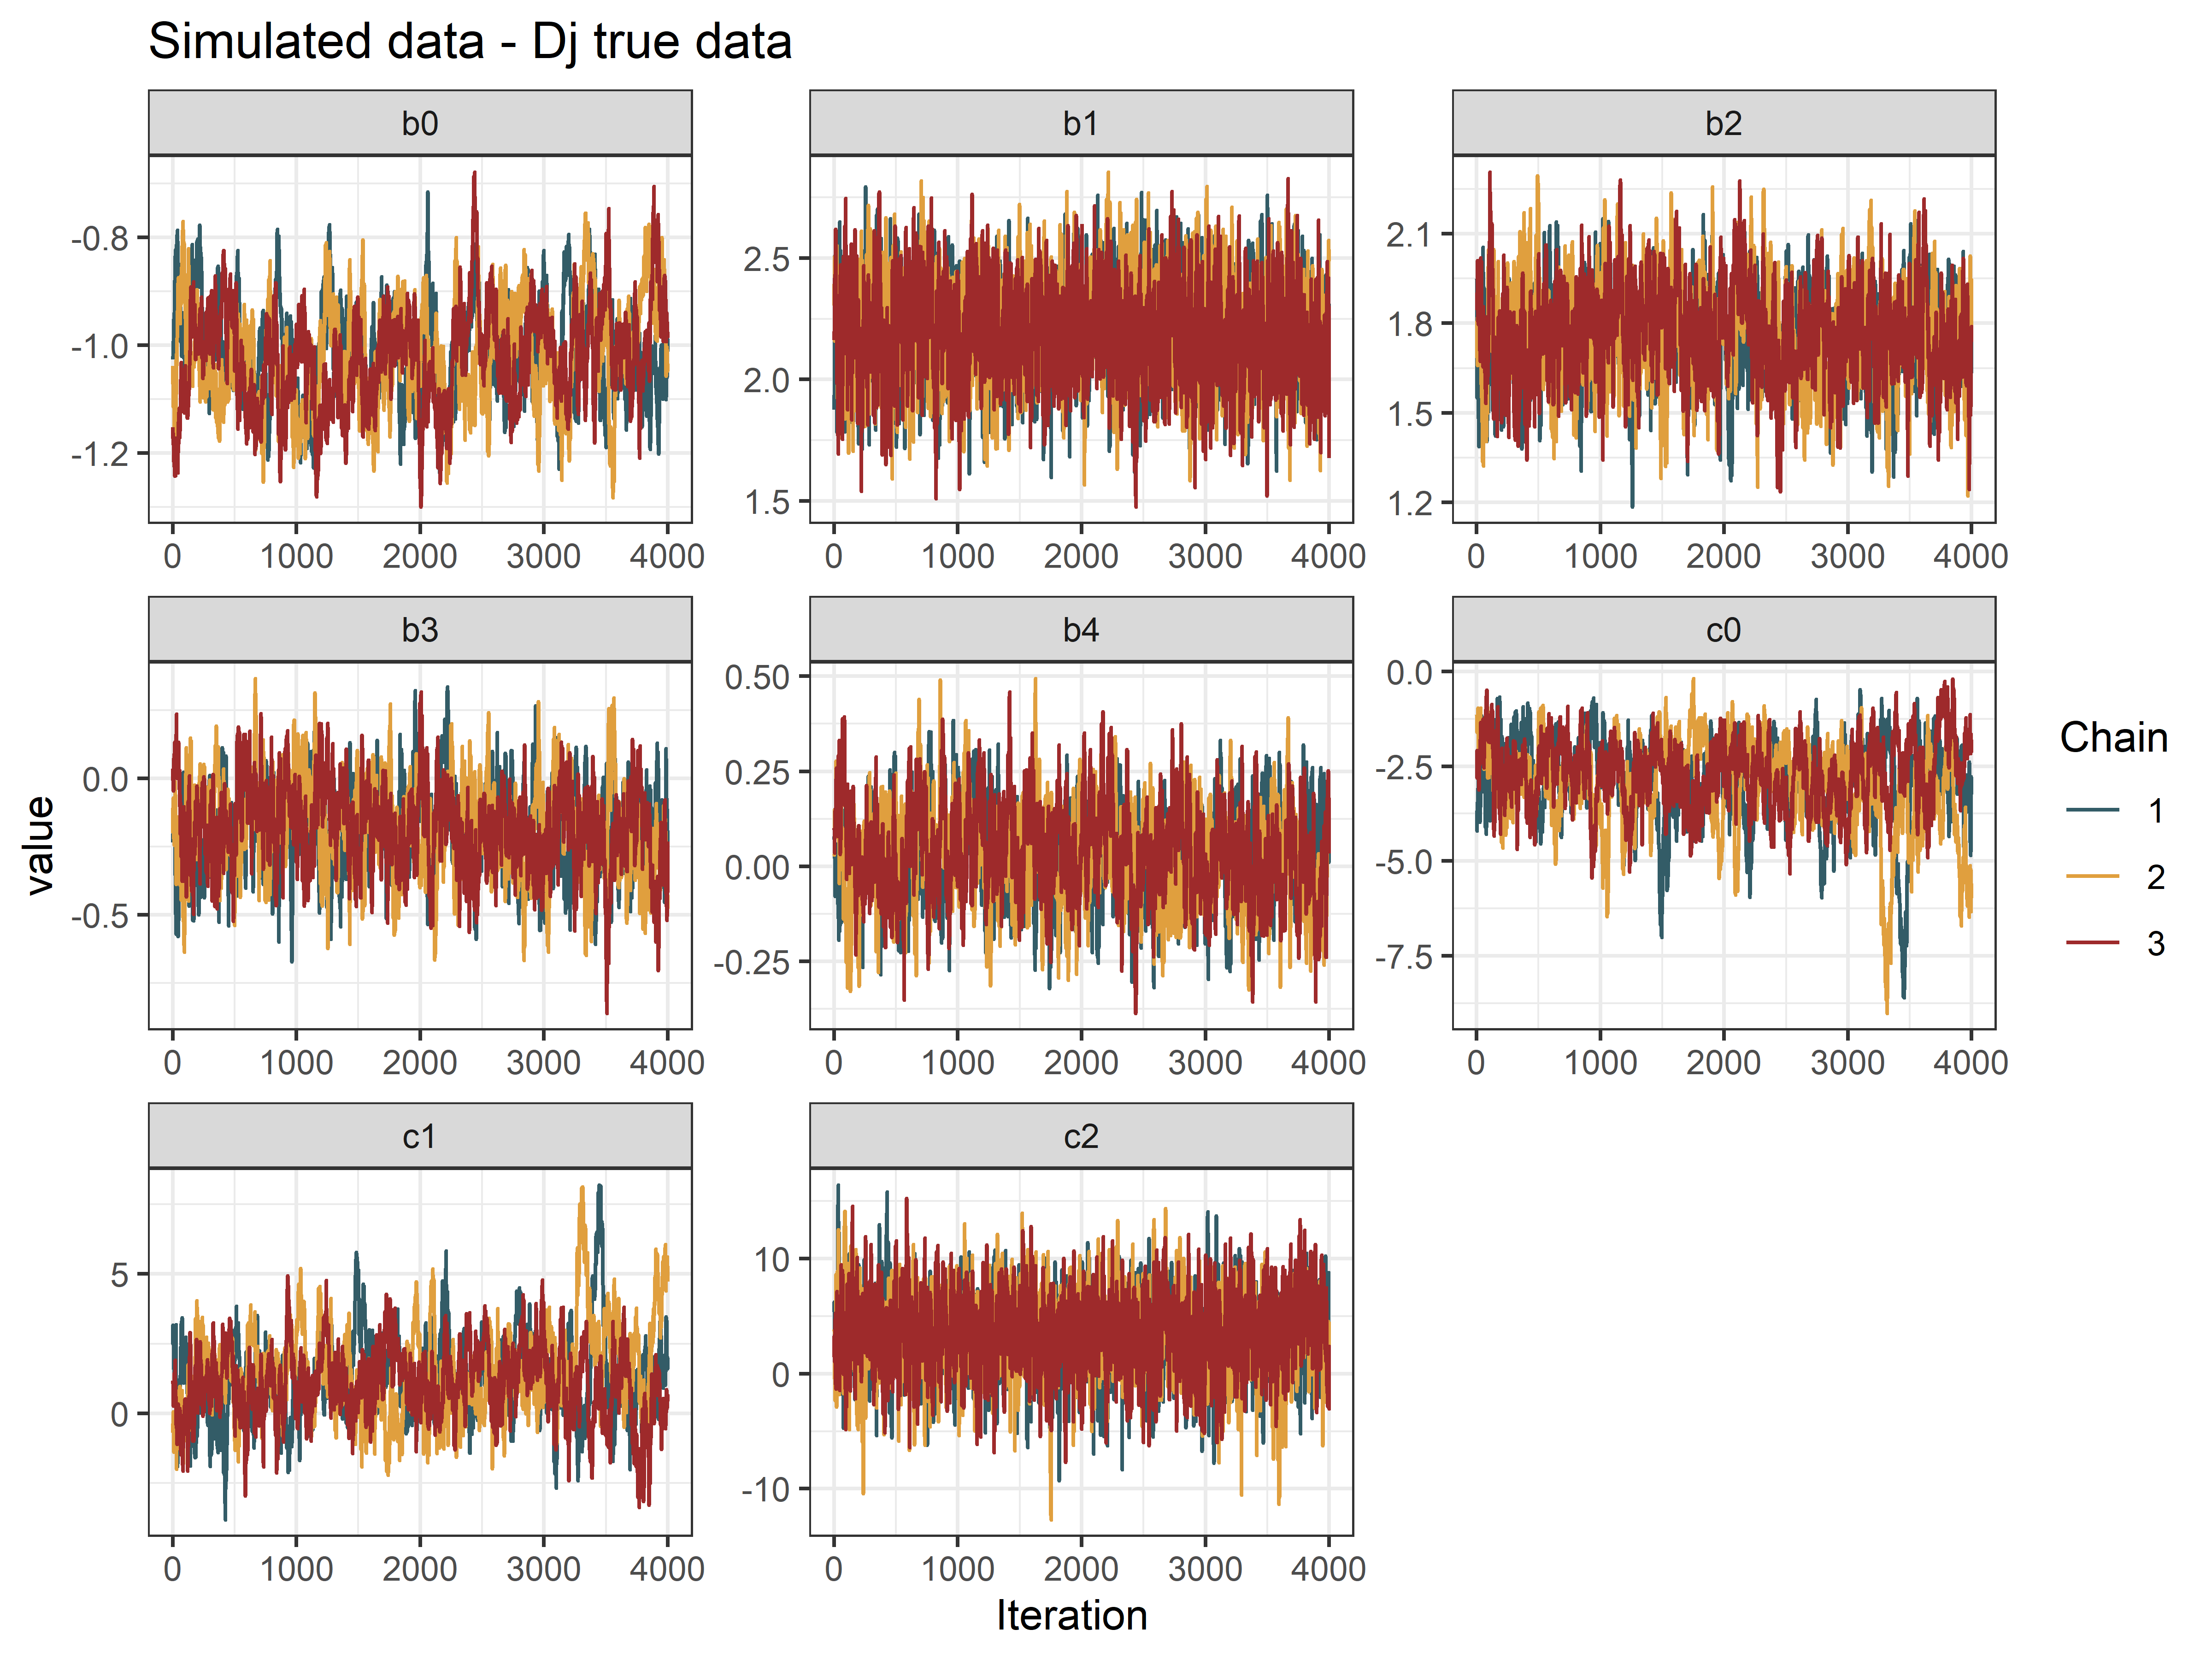 Simulated data - Dj true data
b0
b1
b2
-0.8
-1.0
-1.2
2.5
2.0
1.5
2.1
1.8
1.5
1.2
0 1000 2000 3000 4000
0 1000 2000 3000 4000
0 1000 2000 3000 4000
b3
b4
c0
0.0
-0.5
0.50
0.25
0.00
-0.25
0.0
-2.5
-5.0
-7.5
0 1000 2000 3000 4000
0 1000 2000 3000 4000
0 1000 2000 3000 4000
c1
c2
5
0
10
0
-10
0 1000 2000 3000 4000
0 1000 2000 3000 4000
value
Iteration
Chain
1
2
3